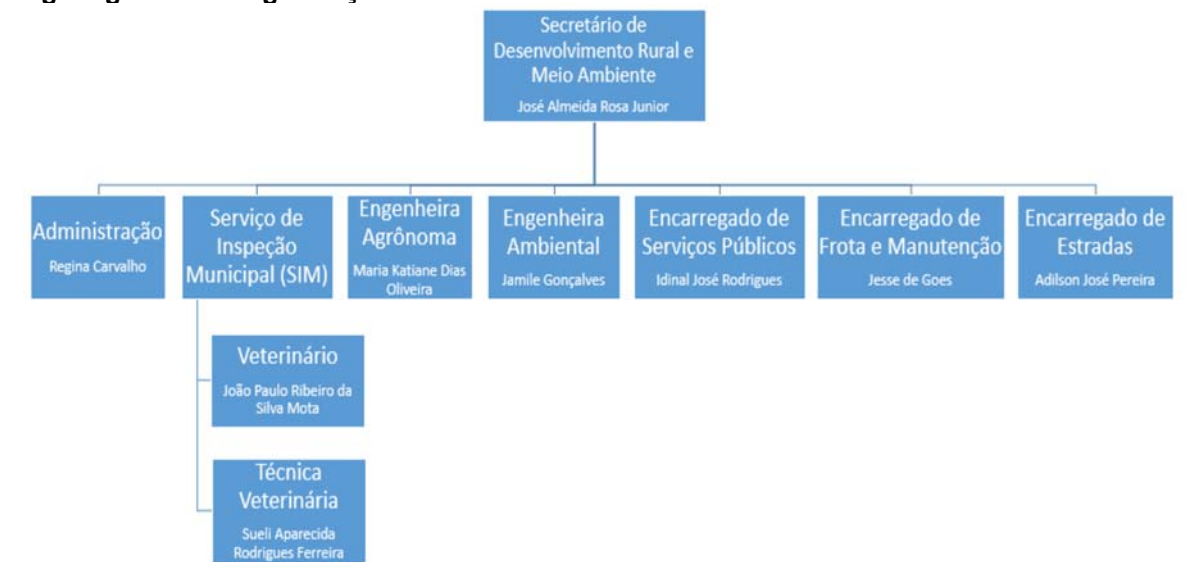 Secretário de
Desenvolvimento Rural e
Meio Ambiente
José Almeida Rosa Junior
Administração
Regina Carvalho
Serviço de
Inspeção
Municipal (SIM)
Engenheira
Agrônoma
Maria Katiane Dias
Oliveira
Engenheira
Ambiental
Jamile Gonçalves
Encarregado de
Serviços Públicos
Idinal José Rodrigues
Encarregado de
Frota e Manutenção
Jesse de Goes
Encarregado de
Estradas
Adilson José Pereira
Veterinário
João Paulo Ribeiro da
Silva Mota
Técnica
Veterinária
Sueli Aparecida
Rodrigues Ferreira